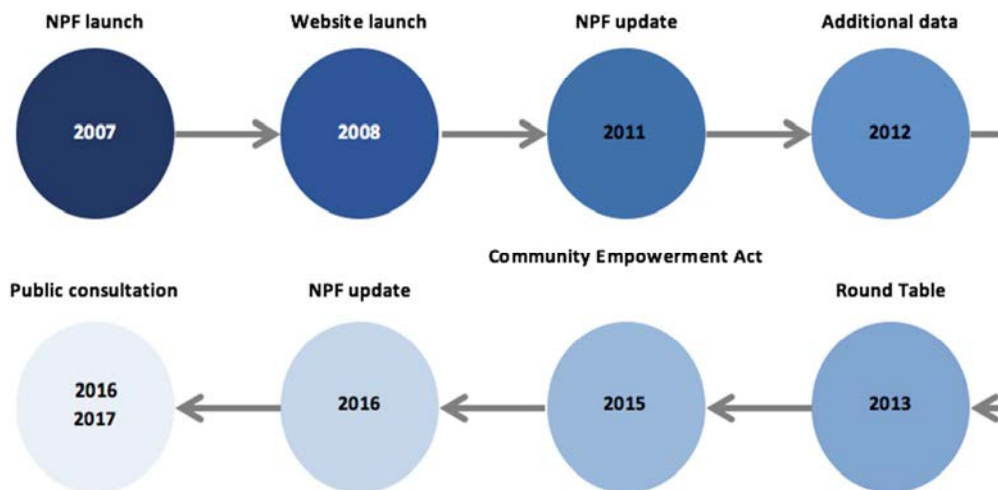 NPF launch
Website launch
NPF update
Additional data
2007
2008
2011
2012
Community Empowerment Act
Public consultation
NPF update
Round Table
2016
2017
2016
2015
2013